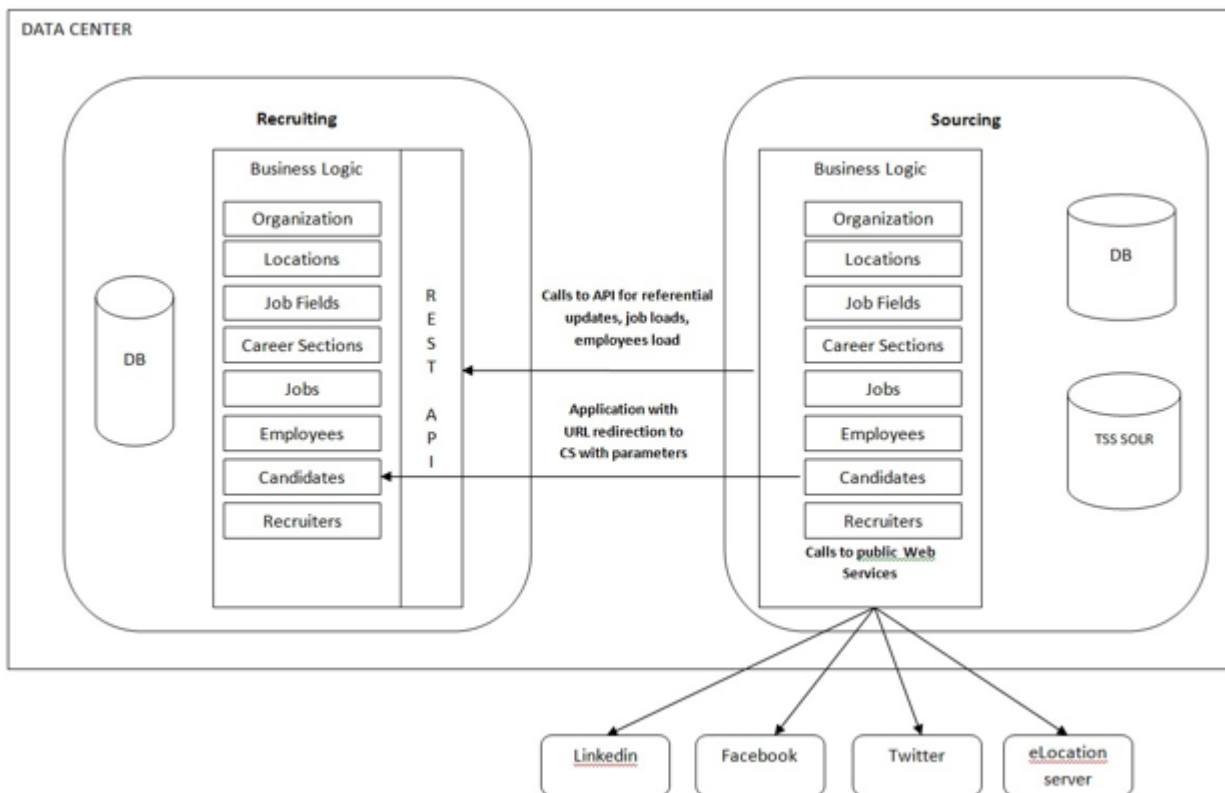 DATA CENTER
Recruiting
Business Logic
Organization
Locations
Job Fields
Career Sections
Jobs
Employees
Candidates
Recruiters
R
E
S
T
A
P
I
DB
Calls to API for referential
updates, job loads,
employees load
Application with
URL redirection to
CS with parameters
Sourcing
Business Logic
Organization
Locations
Job Fields
Career Sections
Jobs
Employees
Candidates
Recruiters
Calls to public Web
Services
DB
TSS SOLR
Linkedin
Facebook
Twitter
eLocation
server